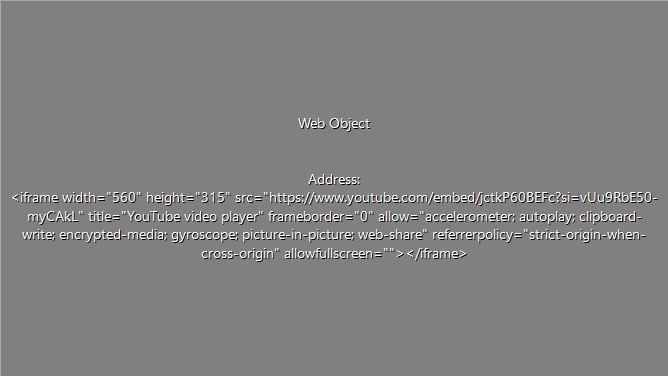 Web Object
Address:
<iframe width="560" height="315" src="https://www.youtube.com/embed/jctkP60BEFc?si=vUu9RbE50-
myCAkL" title="YouTube video player" frameborder="0" allow="accelerometer; autoplay; clipboard-
write; encrypted-media; gyroscope; picture-in-picture; web-share" referrerpolicy="strict-origin-when-
cross-origin" allowfullscreen=""></iframe>